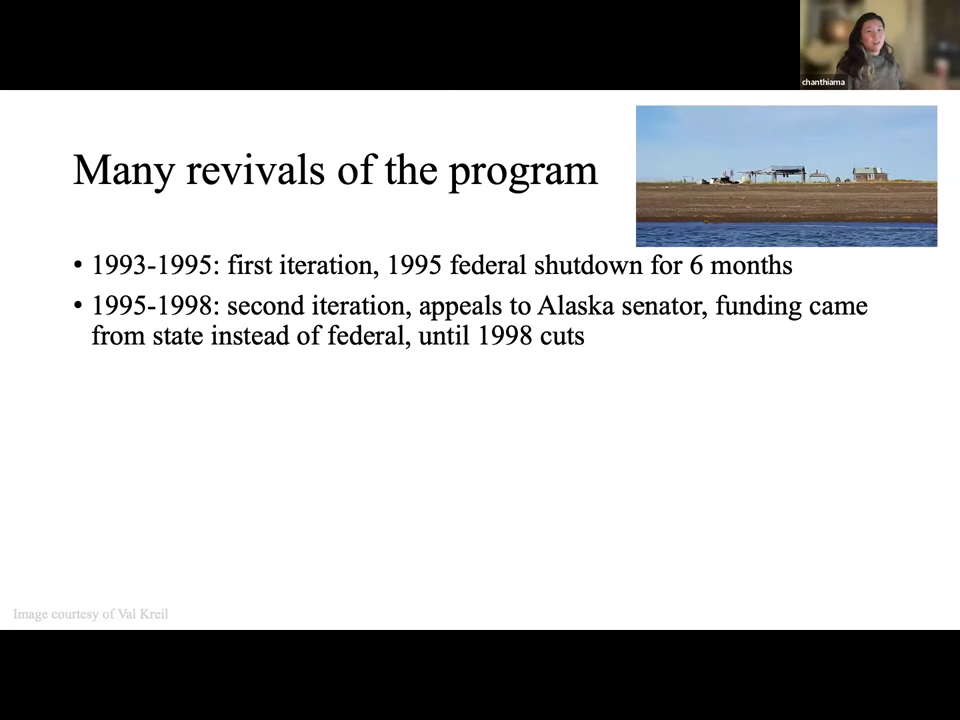 chanthiama
Many revivals of the program
• 1993-1995: first iteration, 1995 federal shutdown for 6 months
• 1995-1998: second iteration, appeals to Alaska senator, funding came
from state instead of federal, until 1998 cuts
Image courtesy of Val Kreil